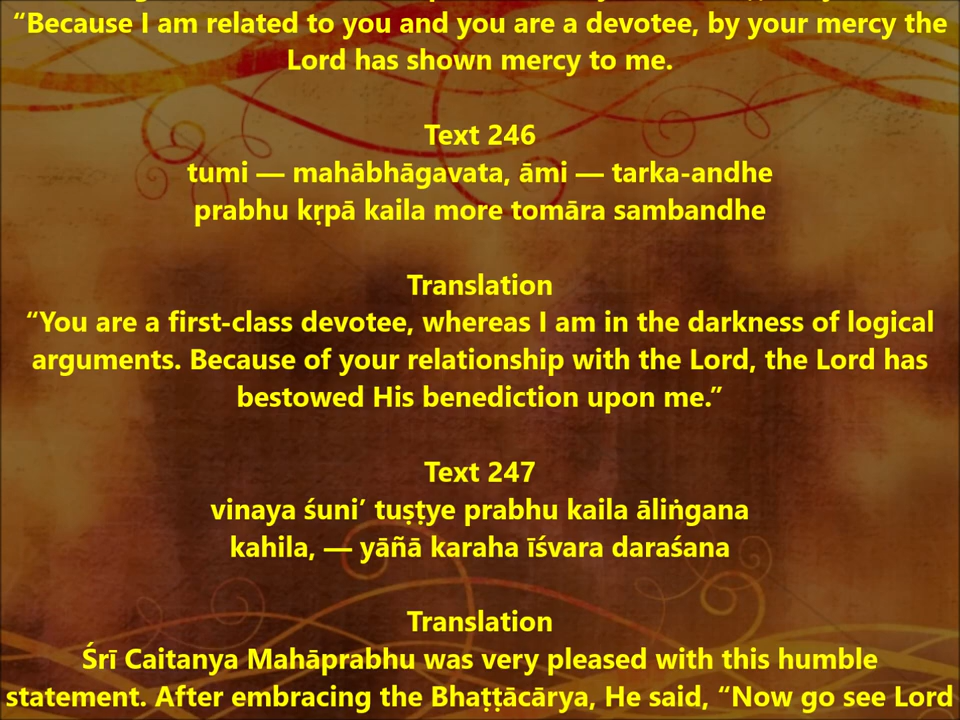 “Because I am related to you and you are a devotee, by your mercy the
Lord has shown mercy to me.
Text 246
tumi — mahābhāgavata, āmi — tarka-andhe
prabhu kṛpā kaila more tomāra sambandhe
Translation
“You are a first-class devotee, whereas I am in the darkness of logical
arguments. Because of your relationship with the Lord, the Lord has
bestowed His benediction upon me.”
Text 247
vinaya śuni’ tuṣṭye prabhu kaila āliṅgana
kahila, — yāñā karaha īśvara daraśana
Translation
Śrī Caitanya Mahāprabhu was very pleased with this humble
statement. After embracing the Bhaṭṭācārya, He said, “Now go see Lord